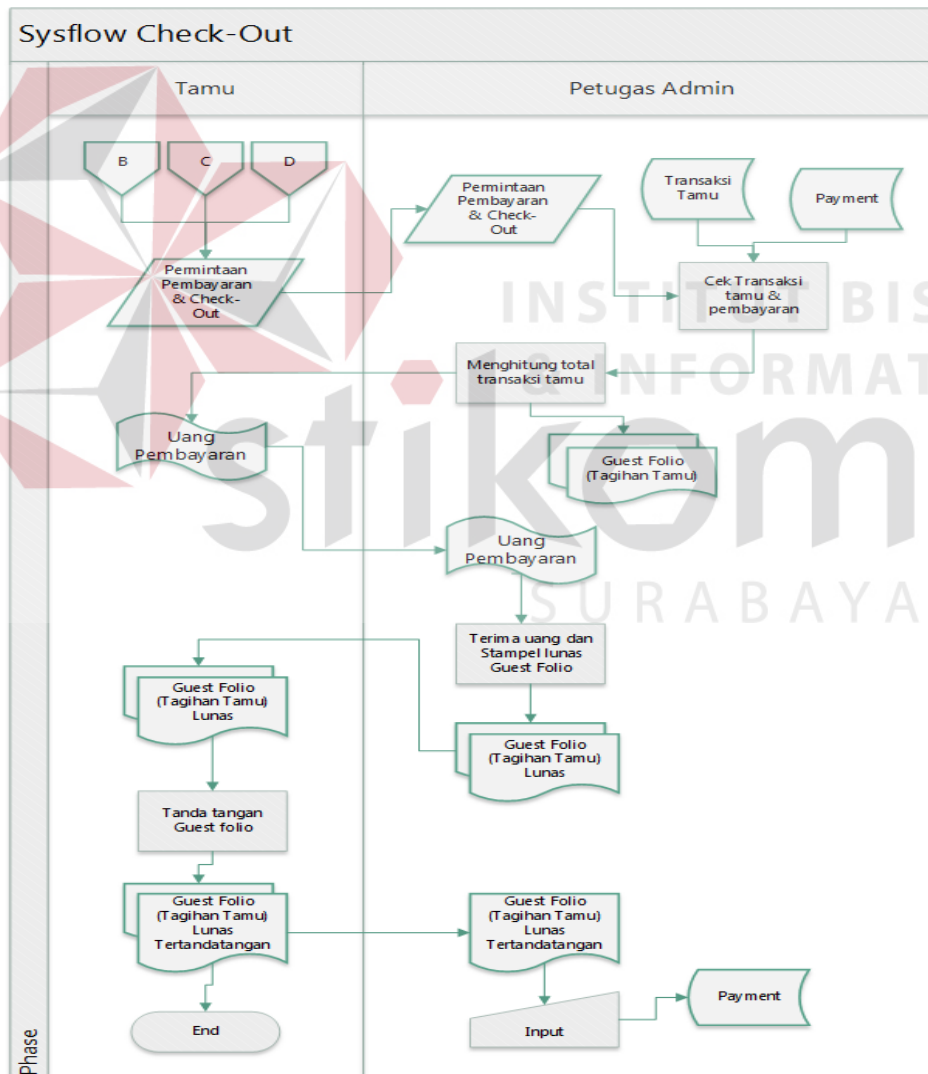 Sysflow Check-Out
Tamu
Petugas Admin
B
C
D
Permintaan
Pembayaran
& Check-
Out
Transaksi
Tamu
Payment
Permintaan
Pembayaran
& Check-
Out
Cek Transaksi
tamu &
pembayaran
INSTITUT BIS
& INFORMAT
stikom
SURABAYA
Menghitung total
transaksi tamu
Uang
Pembayaran
Guest Folio
(Tagihan Tamu)
Uang
Pembayaran
Terima uang dan
Stampel lunas
Guest Folio
Guest Folio
(Tagihan Tamu)
Lunas
Guest Folio
(Tagihan Tamu)
Lunas
Tanda tangan
Guest folio
Guest Folio
(Tagihan Tamu)
Lunas
Tertandatangan
Guest Folio
(Tagihan Tamu)
Lunas
Tertandatangan
Payment
Input
End
Phase